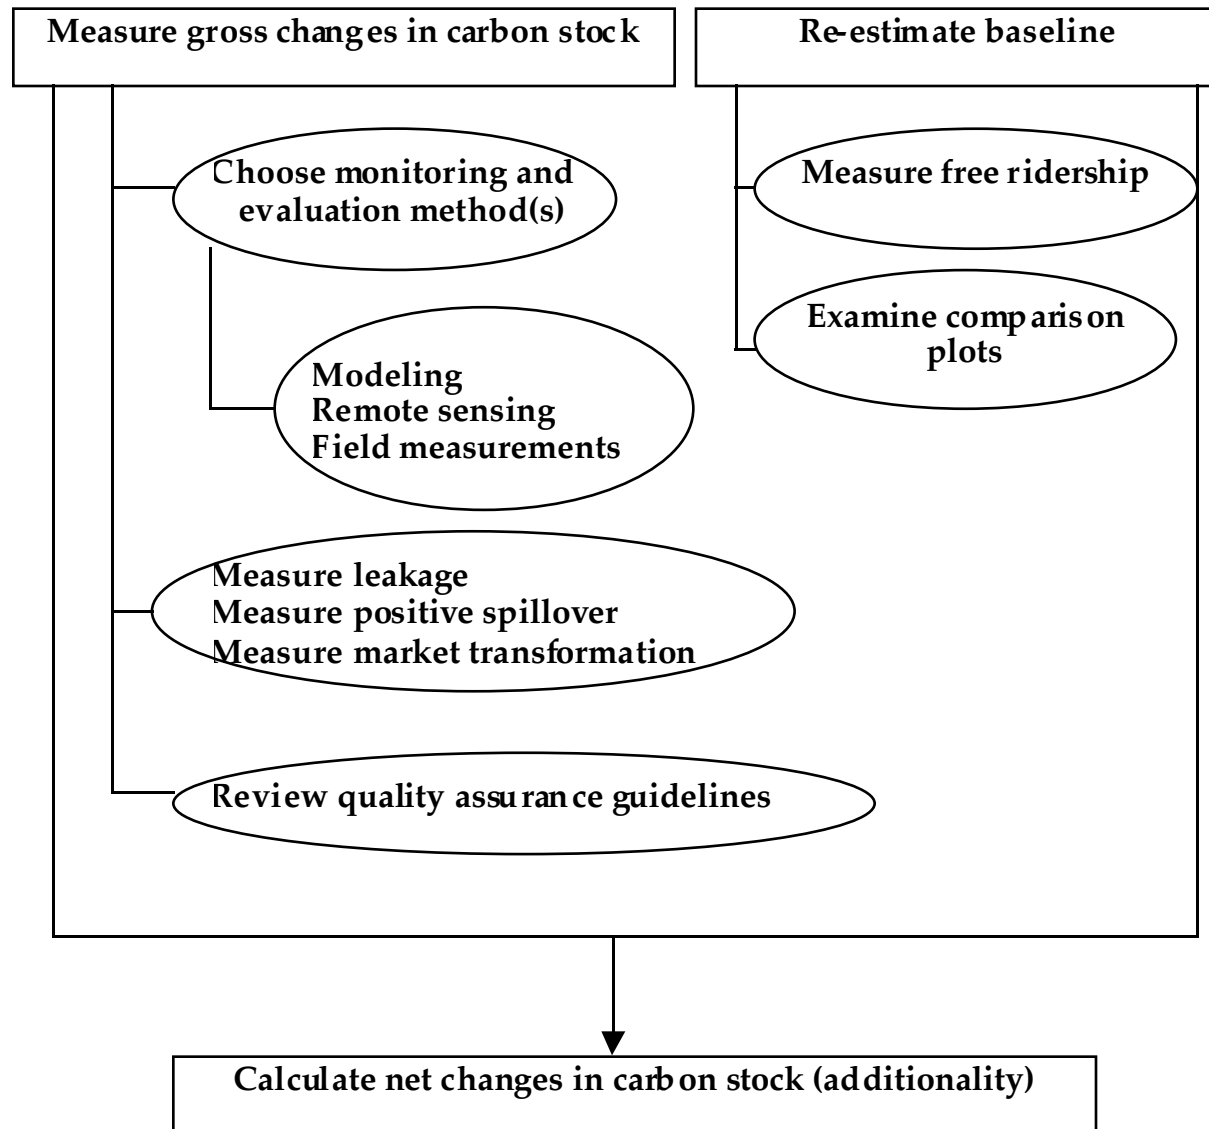 Measure gross changes in carbon stock
Re-estimate baseline
Choose monitoring and
evaluation method(s)
Measure free ridership
Examine comparison
plots
Modeling
Remote sensing
Field measurements
Measure leakage
Measure positive spillover
Measure market transformation
Review quality assurance guidelines
Calculate net changes in carbon stock (additionality)